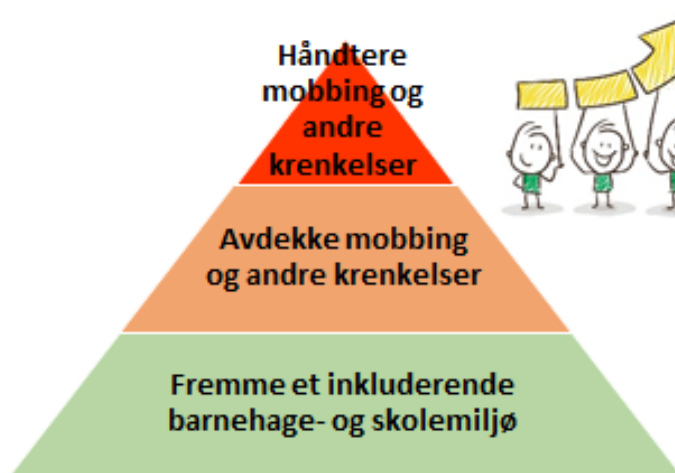 Håndtere
mobbing og
andre
krenkelser
Avdekke mobbing
og andre krenkelser
Fremme et inkluderende
barnehage- og skolemiljø